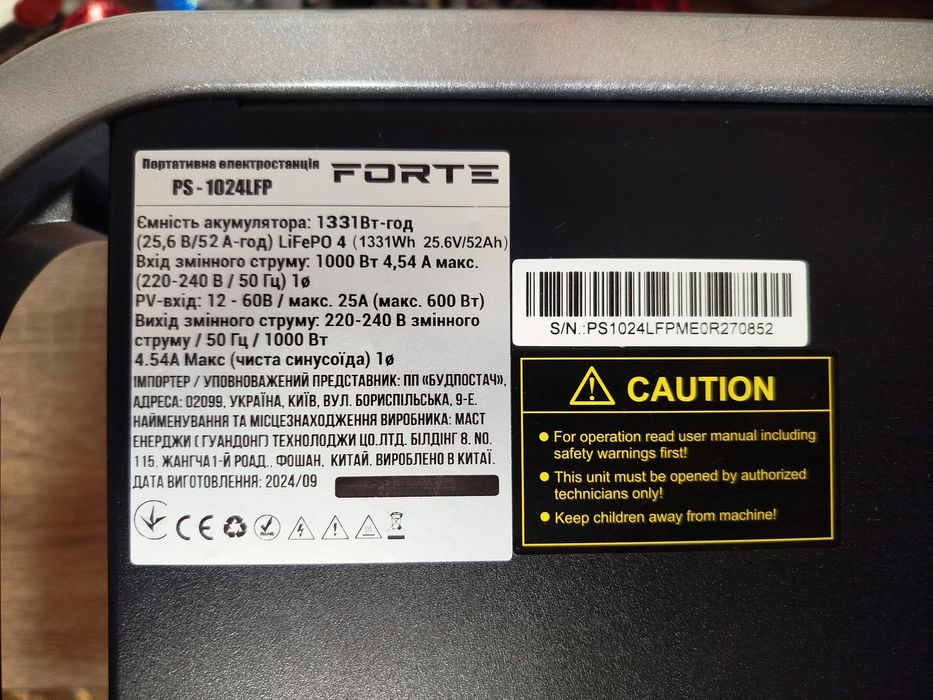 Портативна електростанція
PS - 1024LFP
FORTE
Ємність акумулятора: 1331Вт-год
(25,6 В/52 А-год) LiFePO 4 (1331Wh 25.6V/52Ah)
Вхід змінного струму: 1000 Вт 4,54 А макс.
(220-240 В / 50 Гц) 1ø
PV-вхід: 12 - 60В / макс. 25А (макс. 600 Вт)
Вихід змінного струму: 220-240 В змінного
струму / 50 Гц / 1000 Вт
4.54А Макс (чиста синусоїда) 1ø
ІМПОРТЕР / УПОВНОВАЖЕНИЙ ПРЕДСТАВНИК: ПП «БУДПОСТАЧ»,
АДРЕСА: 02099, УКРАЇНА, КИЇВ, ВУЛ. БОРИСПІЛЬСЬКА, 9-Е.
НАЙМЕНУВАННЯ ТА МІСЦЕЗНАХОДЖЕННЯ ВИРОБНИКА: МАСТ
ЕНЕРДЖИ ( ГУАНДОНГ) ТЕХНОЛОДЖИ ЦО.ЛТД. БІЛДІНГ 8. NO.
115. ЖАНГЧА1-Й РОАД., ФОШАН, КИТАЙ. ВИРОБЛЕНО В КИТАЇ.
ДАТА ВИГОТОВЛЕННЯ: 2024/09
CE
RoHS
S/N.:PS1024LFPME0R270852
CAUTION
For operation read user manual including
safety warnings first!
This unit must be opened by authorized
technicians only!
Keep children away from machine!